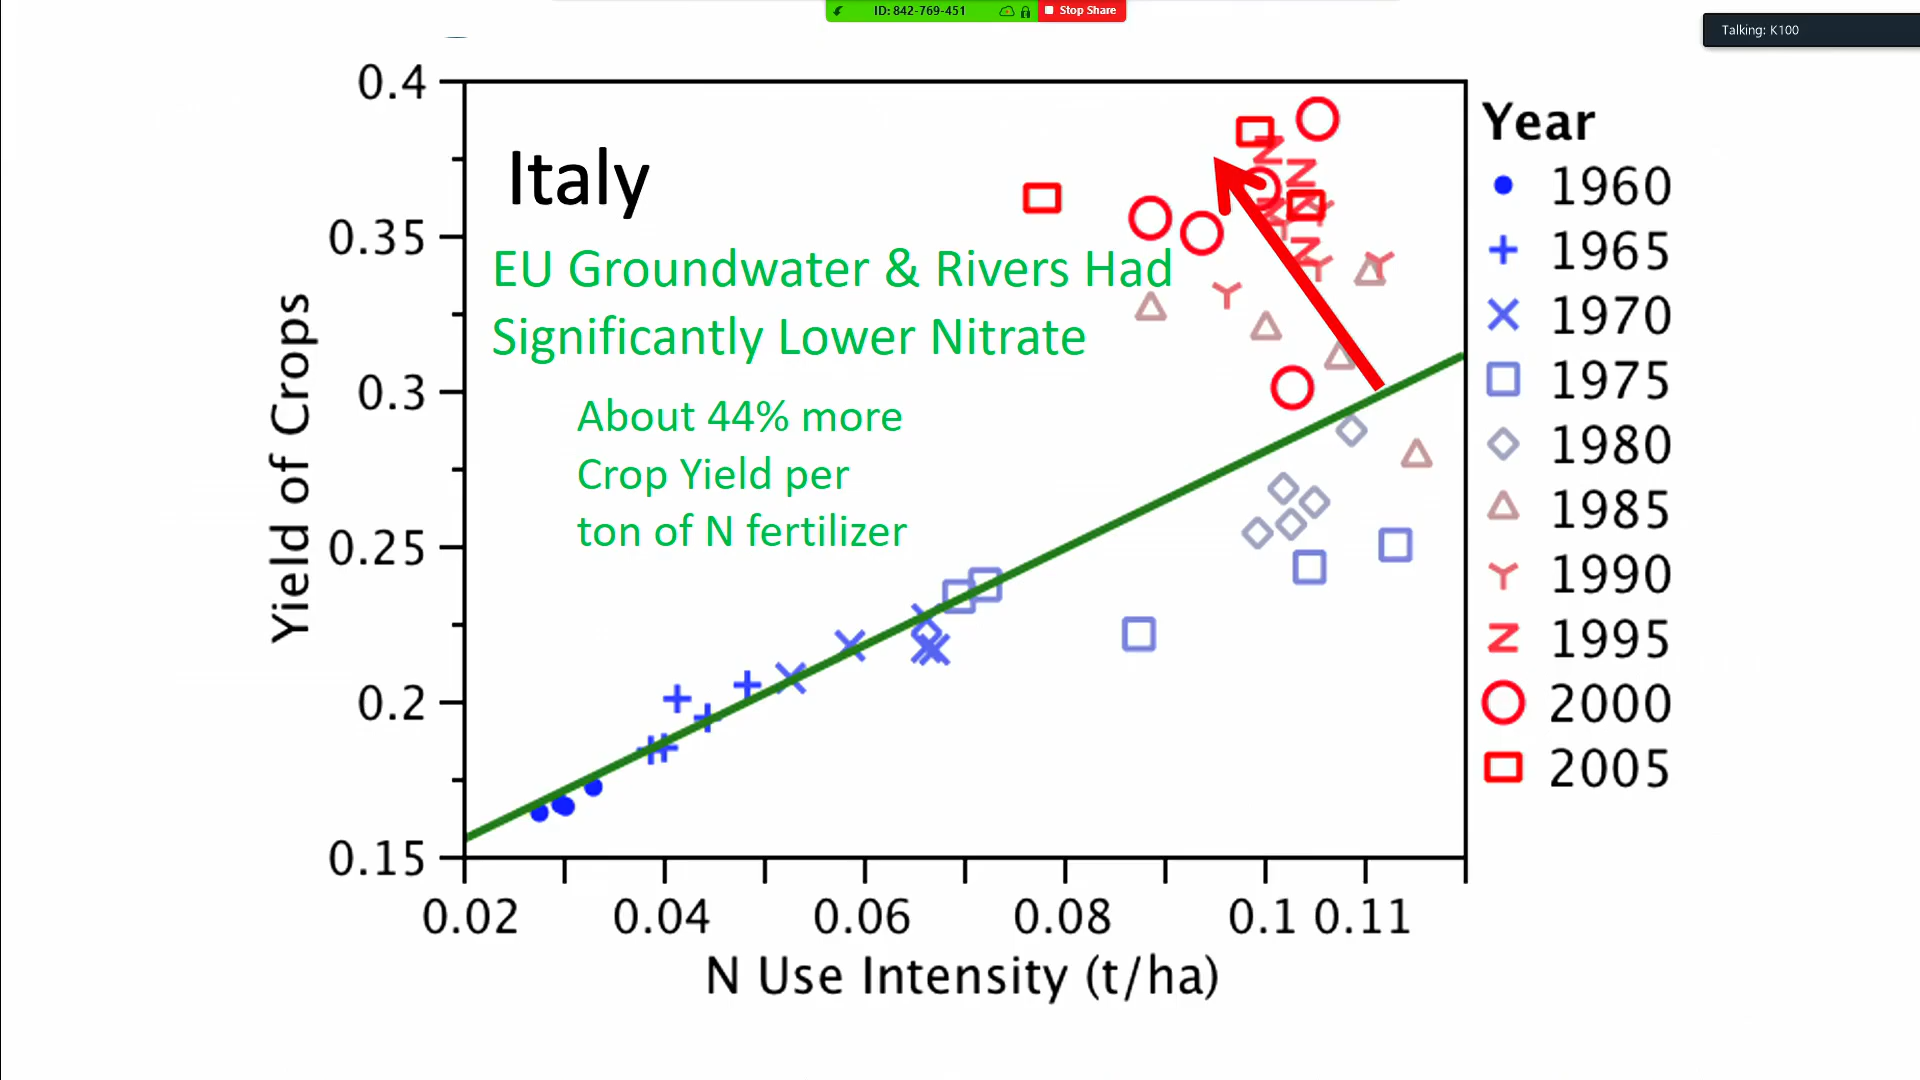 ID: 842-769-451
Stop Share
Talking: K100
Italy
EU Groundwater & Rivers Had
Significantly Lower Nitrate
About 44% more
Crop Yield per
ton of N fertilizer
Yield of Crops
0.4
0.35
0.3
0.25
0.2
0.15
0.02 0.04 0.06 0.08 0.1 0.11
N Use Intensity (t/ha)
Year
1960
1965
1970
1975
1980
1985
1990
1995
2000
2005